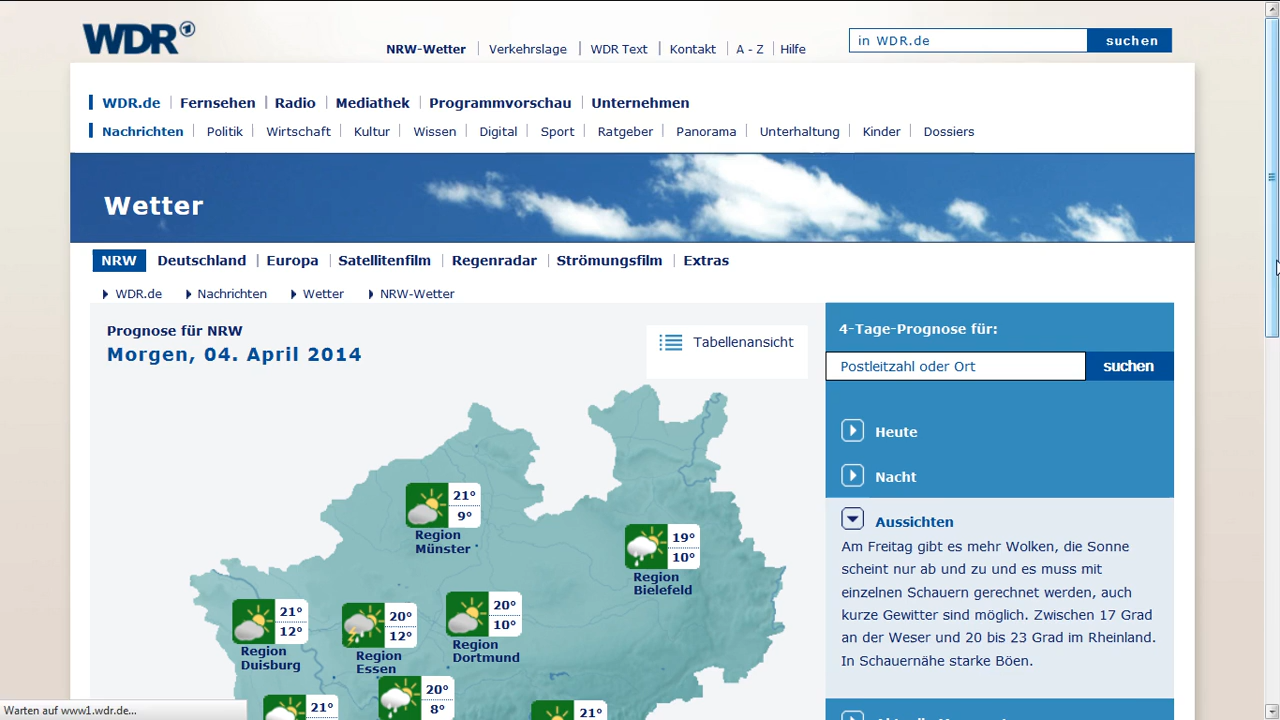 WDR
NRW-Wetter Verkehrslage WDR Text Kontakt A - Z Hilfe
in WDR.de suchen
WDR.de Fernsehen Radio Mediathek Programmvorschau Unternehmen
Nachrichten Politik Wirtschaft Kultur Wissen Digital Sport Ratgeber Panorama Unterhaltung Kinder Dossiers
Wetter
NRW Deutschland Europa Satellitenfilm Regenradar Strömungsfilm Extras
WDR.de Nachrichten Wetter NRW-Wetter
Prognose für NRW
Morgen, 04. April 2014
Tabellenansicht
21°
9°
Region
Münster
19°
10°
Region
Bielefeld
21°
12°
Region
Duisburg
20°
12°
Region
Essen
20°
10°
Region
Dortmund
20°
8°
21°
21°
4-Tage-Prognose für:
Postleitzahl oder Ort suchen
Heute
Nacht
Aussichten
Am Freitag gibt es mehr Wolken, die Sonne
scheint nur ab und zu und es muss mit
einzelnen Schauern gerechnet werden, auch
kurze Gewitter sind möglich. Zwischen 17 Grad
an der Weser und 20 bis 23 Grad im Rheinland.
In Schauernähe starke Böen.
Warten auf www1.wdr.de...